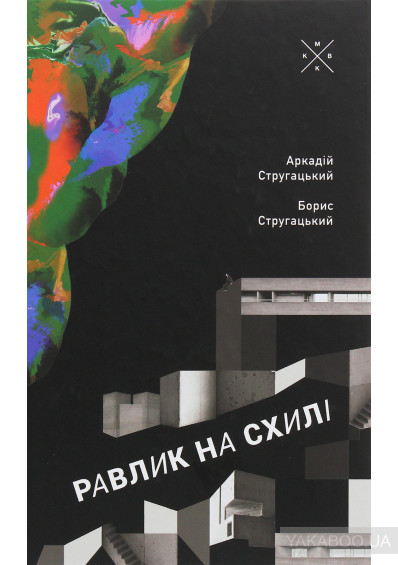 М
К В
К
Аркадій
Стругацький
Борис
Стругацький
РАВЛИК НА СХИЛІ
YAKABOO.UA